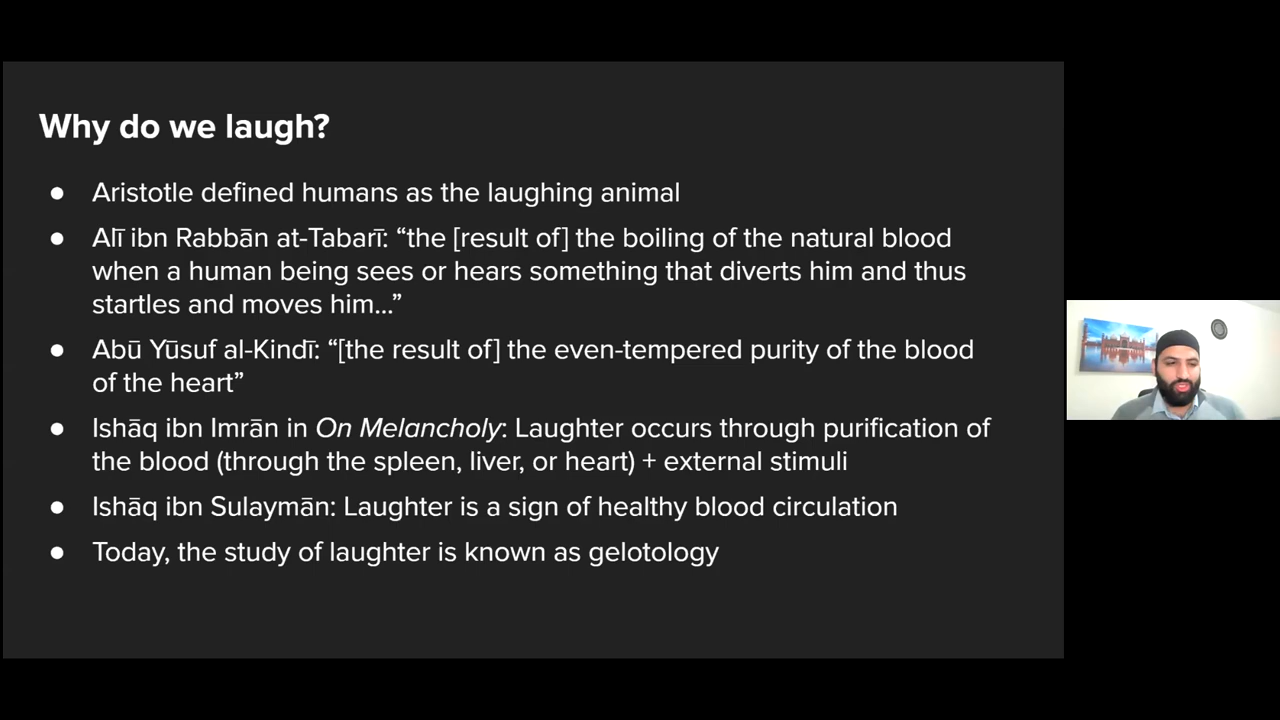 Why do we laugh?
● Aristotle defined humans as the laughing animal
● Alī ibn Rabbān at-Tabarī: “the [result of] the boiling of the natural blood
when a human being sees or hears something that diverts him and thus
startles and moves him...”
● Abū Yūsuf al-Kindī: “[the result of] the even-tempered purity of the blood
of the heart”
● Ishāq ibn Imrān in On Melancholy: Laughter occurs through purification of
the blood (through the spleen, liver, or heart) + external stimuli
● Ishāq ibn Sulaymān: Laughter is a sign of healthy blood circulation
● Today, the study of laughter is known as gelotology